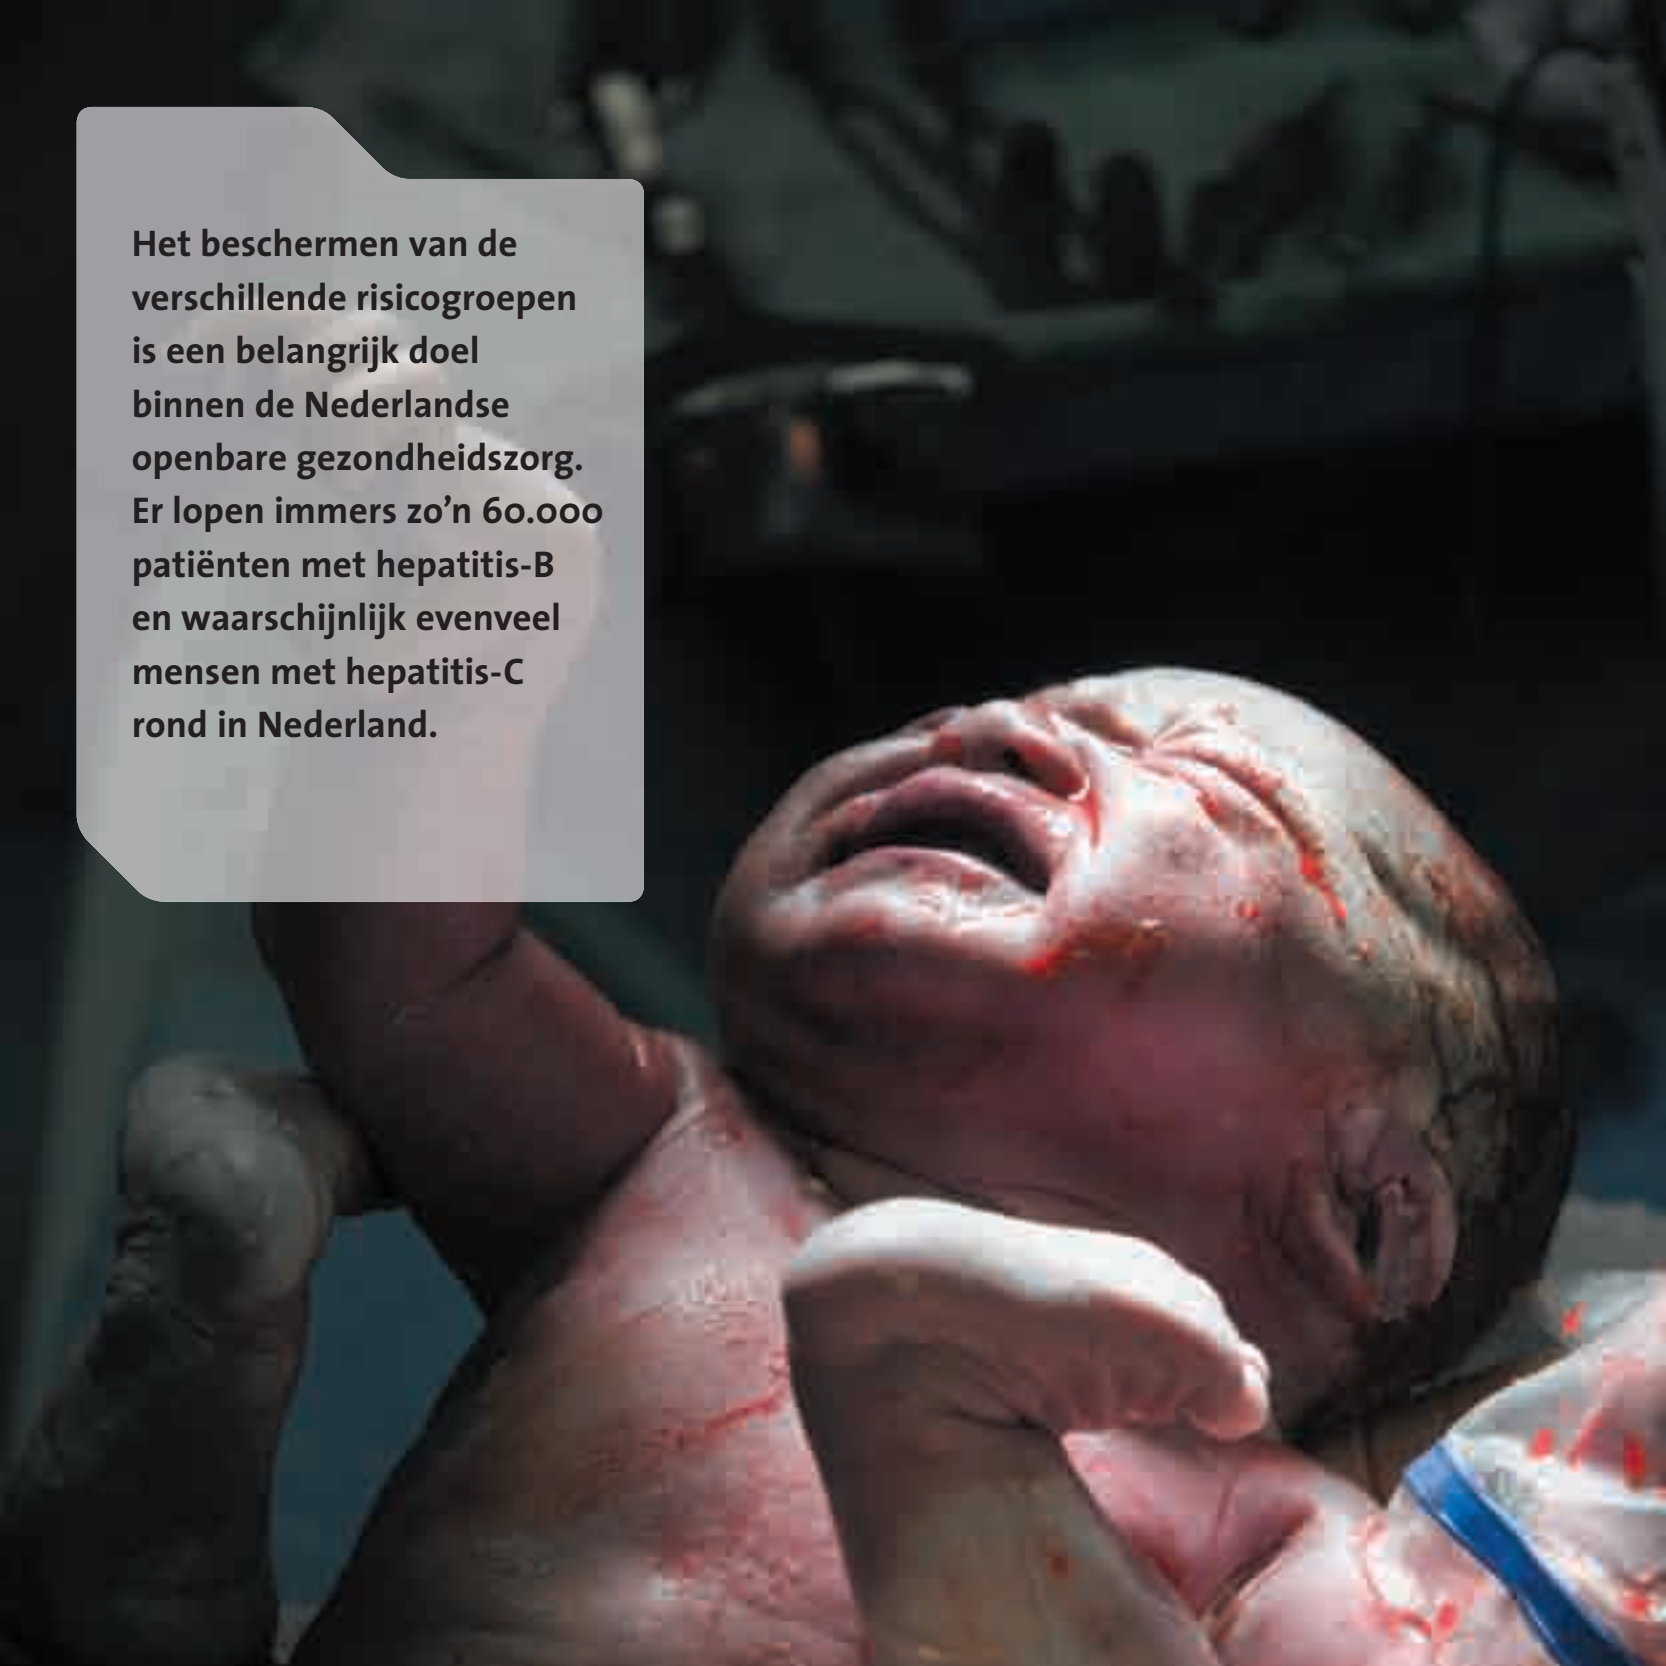 Het beschermen van de
verschillende risicogroepen
is een belangrijk doel
binnen de Nederlandse
openbare gezondheidszorg.
Er lopen immers zo’n 60.000
patiënten met hepatitis-B
en waarschijnlijk evenveel
mensen met hepatitis-C
rond in Nederland.